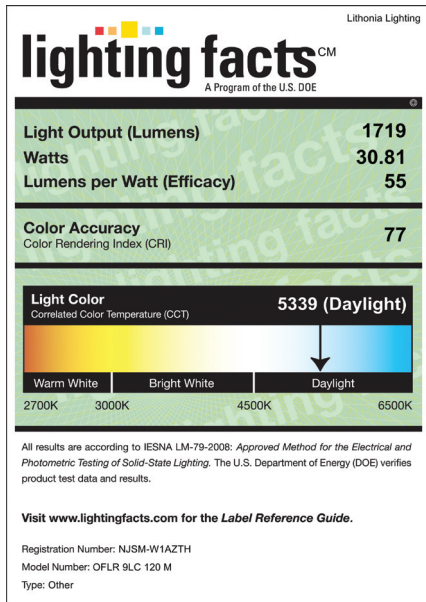 Lithonia Lighting
lighting facts CM
A Program of the U.S. DOE
Light Output (Lumens) 1719
Watts 30.81
Lumens per Watt (Efficacy) 55
Color Accuracy
Color Rendering Index (CRI) 77
Light Color
Correlated Color Temperature (CCT) 5339 (Daylight)
Warm White Bright White Daylight
2700K 3000K 4500K 6500K
All results are according to IESNA LM-79-2008: Approved Method for the Electrical and
Photometric Testing of Solid-State Lighting. The U.S. Department of Energy (DOE) verifies
product test data and results.
Visit www.lightingfacts.com for the Label Reference Guide.
Registration Number: NJSM-W1AZTH
Model Number: OFLR 9LC 120 M
Type: Other